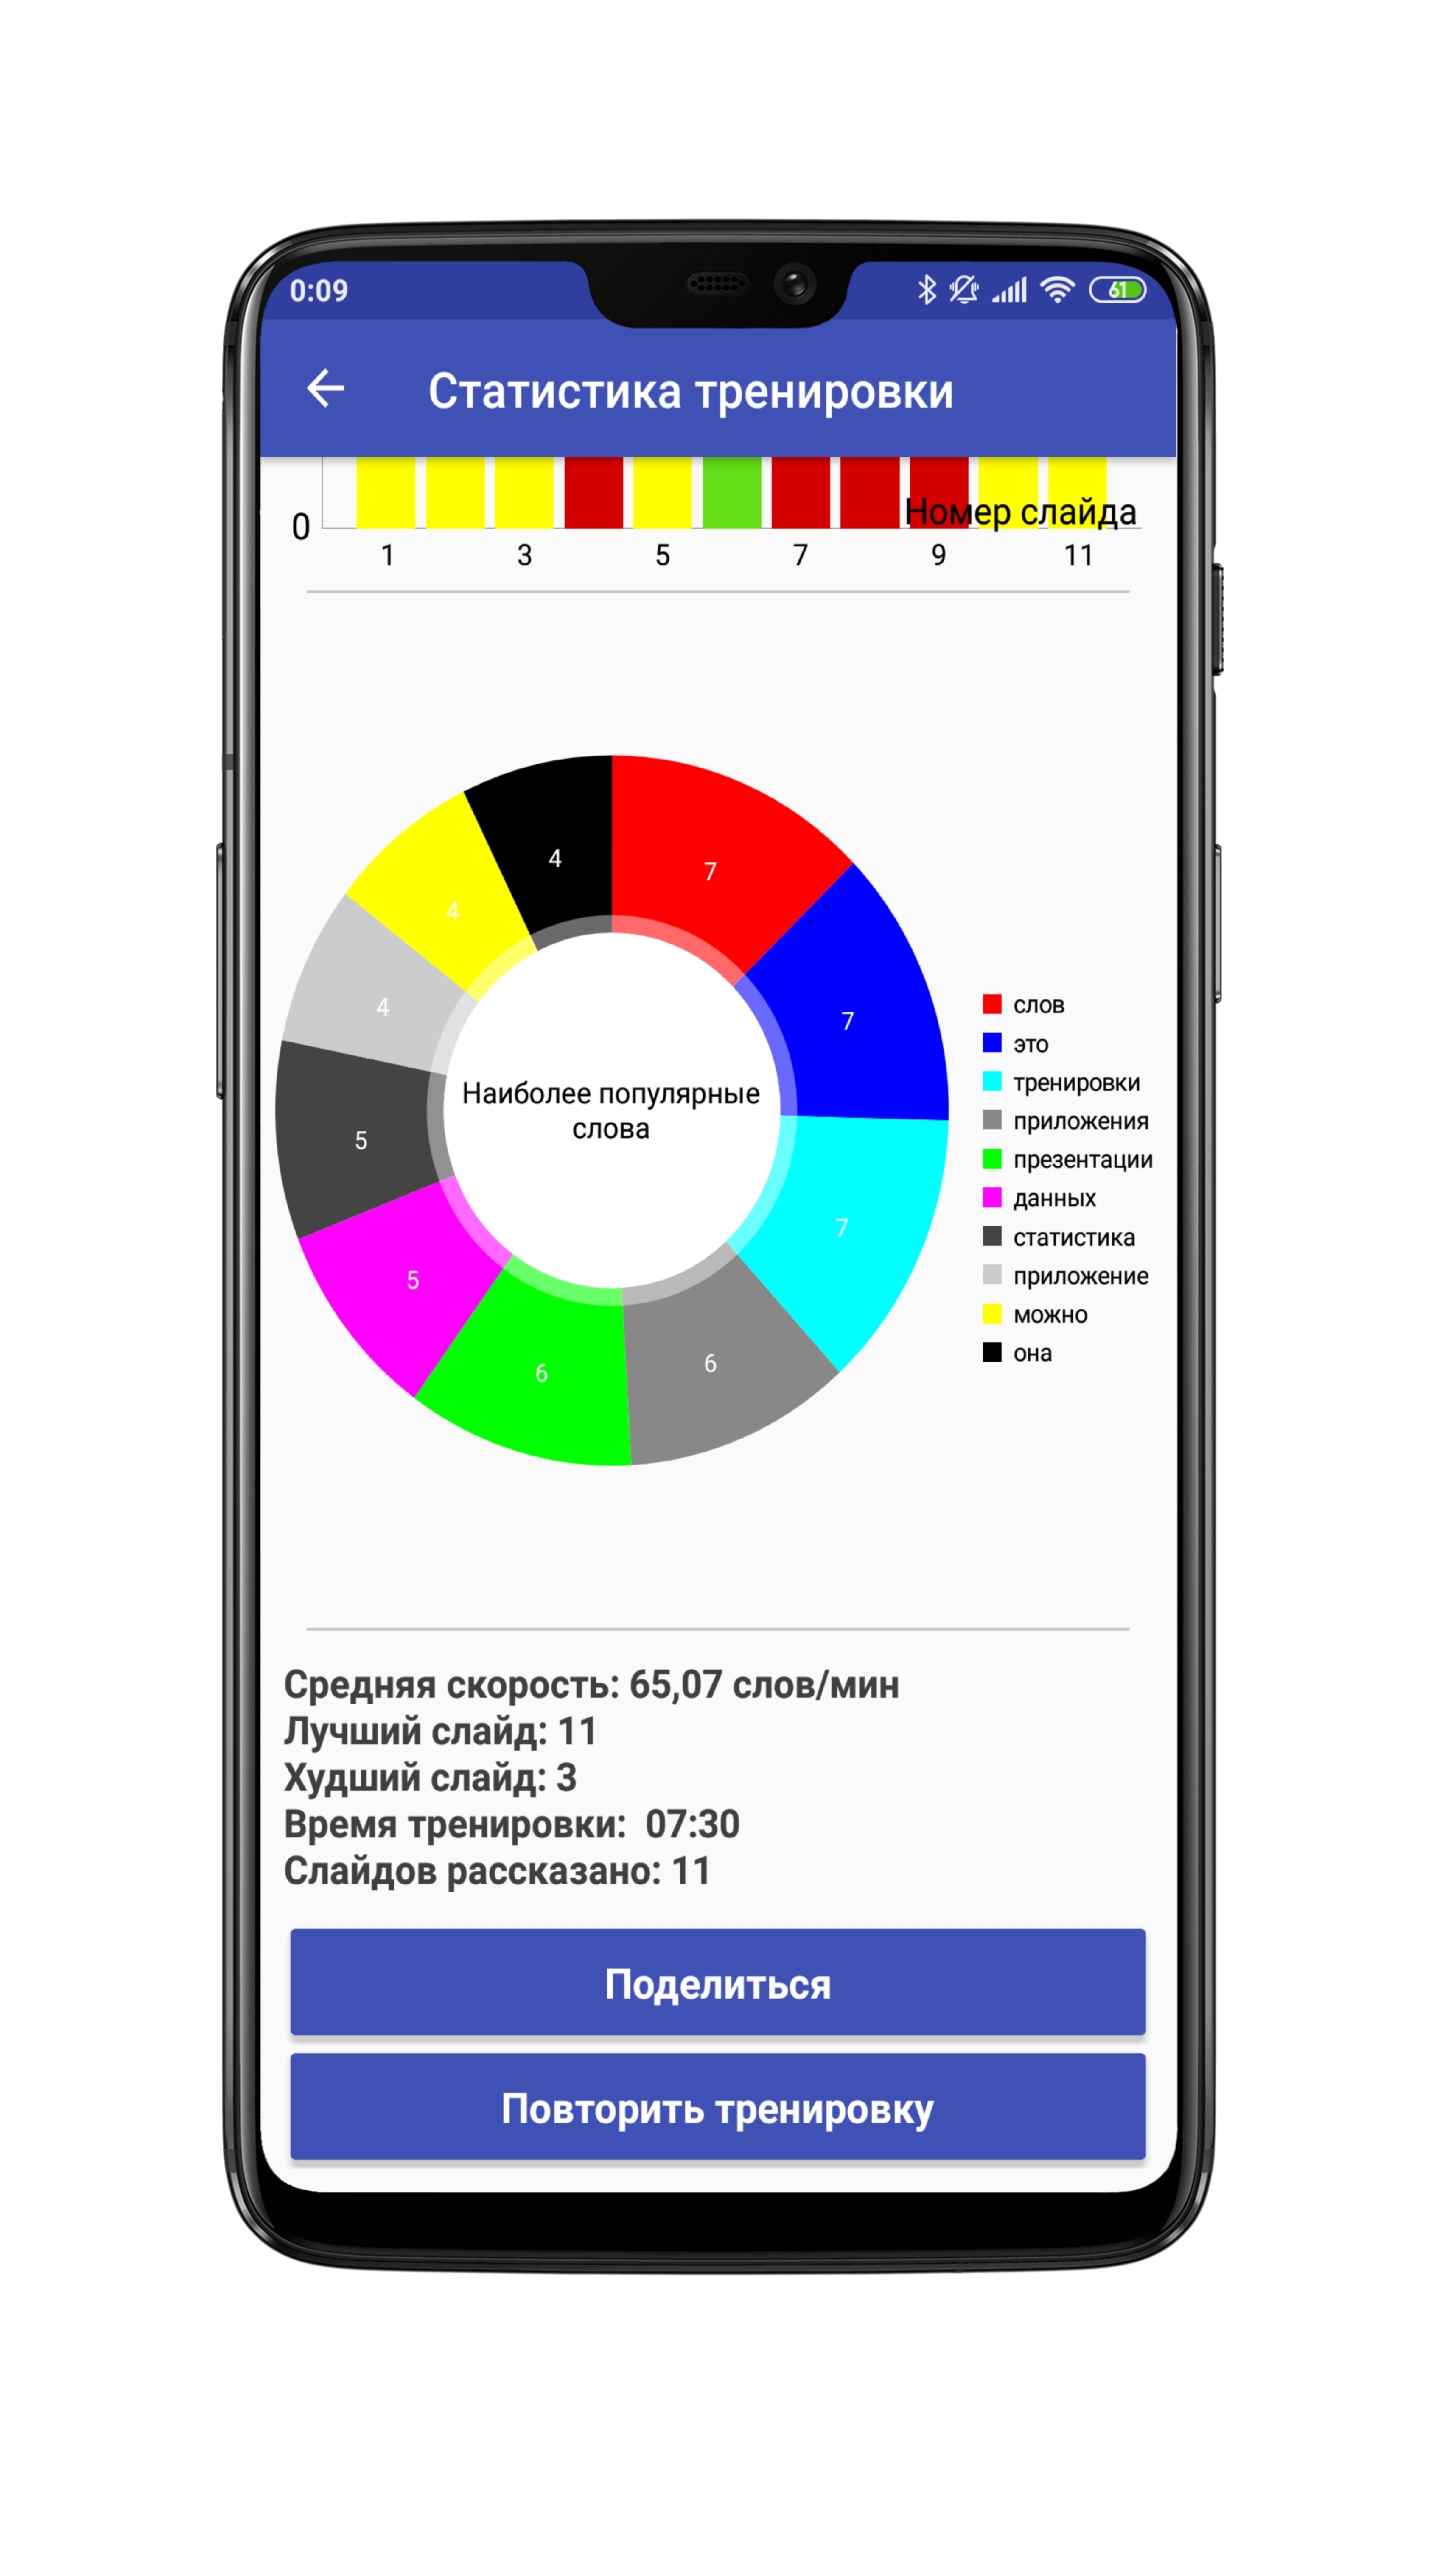 0:09
61
Статистика тренировки
Номер слайда
0
1 3 5 7 9 11
4
7
4
7
4
5
7
5
6
6
Наиболее популярные
слова
слов
это
тренировки
приложения
презентации
данных
статистика
приложение
можно
она
Средняя скорость: 65,07 слов/мин
Лучший слайд: 11
Худший слайд: 3
Время тренировки: 07:30
Слайдов рассказано: 11
Поделиться
Повторить тренировку